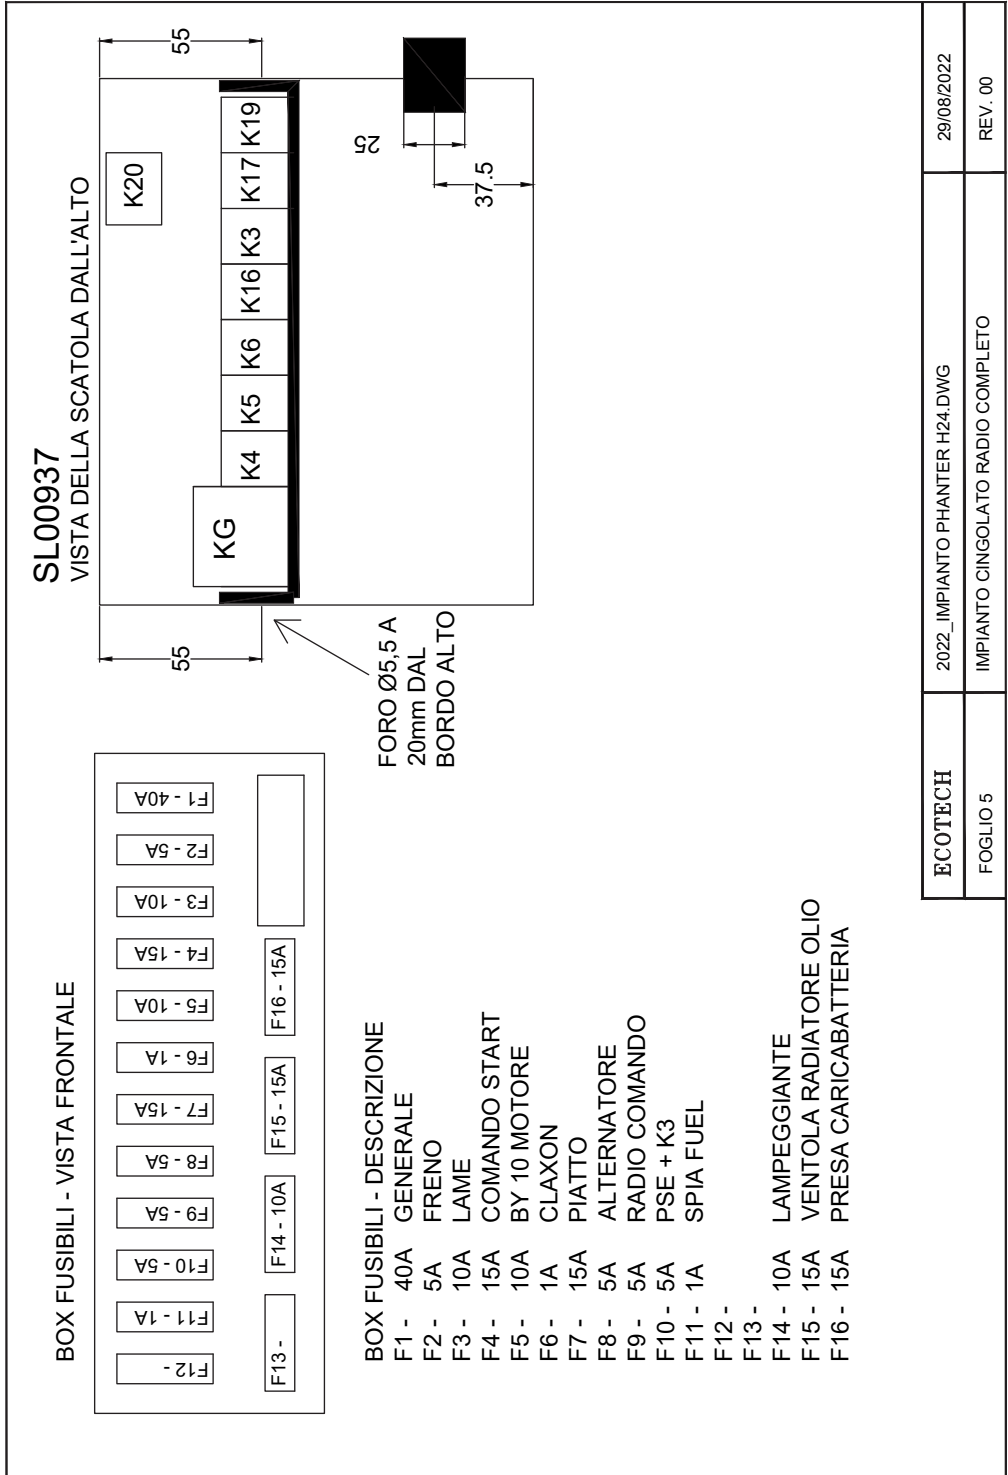 BOX FUSIBILI - VISTA FRONTALE
F12 -
F11 - 1A
F10 - 5A
F9 - 5A
F8 - 5A
F7 - 15A
F6 - 1A
F5 - 10A
F4 - 15A
F3 - 10A
F2 - 5A
F1 - 40A
F13 -
F14 - 10A
F15 - 15A
F16 - 15A
BOX FUSIBILI - DESCRIZIONE
F1 - 40A GENERALE
F2 - 5A FRENO
F3 - 10A LAME
F4 - 15A COMANDO START
F5 - 10A BY 10 MOTORE
F6 - 1A CLAXON
F7 - 15A PIATTO
F8 - 5A ALTERNATORE
F9 - 5A RADIO COMANDO
F10 - 5A PSE + K3
F11 - 1A SPIA FUEL
F12 -
F13 -
F14 - 10A LAMPEGGIANTE
F15 - 15A VENTOLA RADIATORE OLIO
F16 - 15A PRESA CARICABATTERIA
SL00937
VISTA DELLA SCATOLA DALL'ALTO
55
55
K20
KG
K4
K5
K6
K16
K3
K17
K19
25
37.5
FORO Ø5,5 A
20mm DAL
BORDO ALTO
ECOTECH
2022_IMPIANTO PHANTER H24.DWG
29/08/2022
FOGLIO 5
IMPIANTO CINGOLATO RADIO COMPLETO
REV. 00